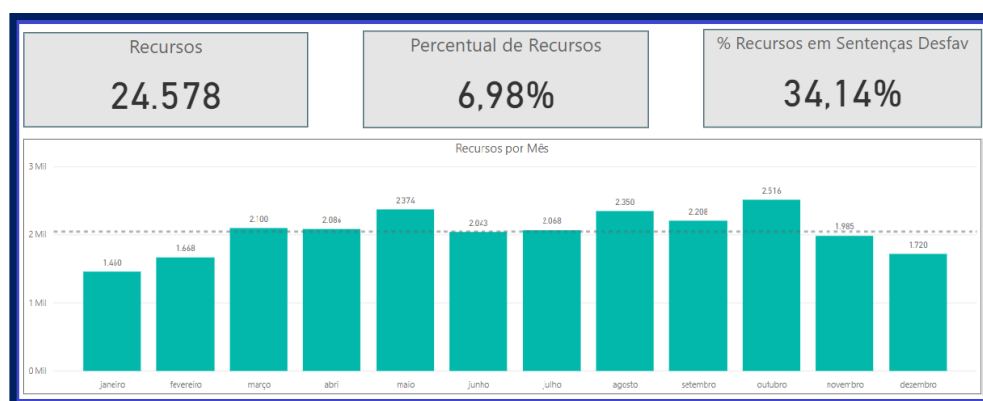 Recursos
24.578
Percentual de Recursos
6,98%
% Recursos em Sentenças Desfav
34,14%
Recursos por Mês
3 Mil
2 Mil
1 Mil
0 Mil
1.460
1.668
2.100
2.086
2.374
2.043
2.068
2.350
2.208
2.516
1.985
1.720
janeiro
fevereiro
março
abril
maio
junho
julho
agosto
setembro
outubro
novembro
dezembro